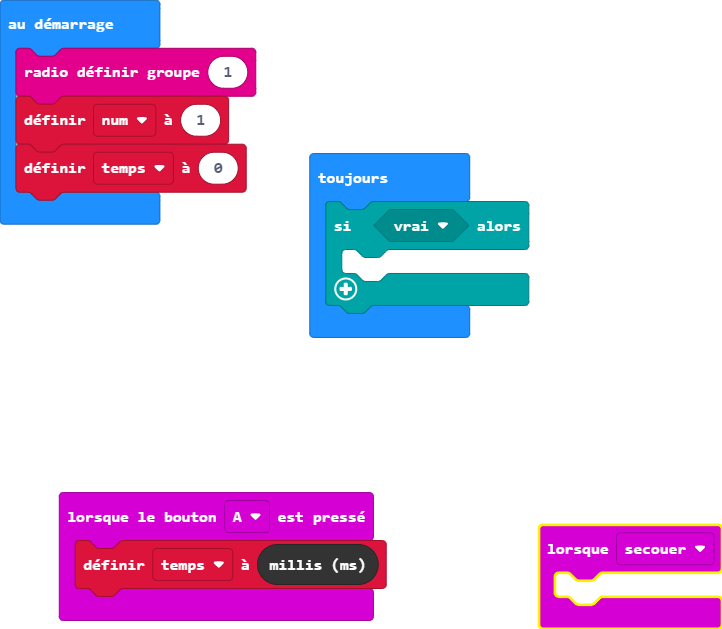 au démarrage
radio définir groupe 1
définir num à 1
définir temps à 0
toujours
si vrai alors
lorsque le bouton A est pressé
définir temps à millis (ms)
lorsque secouer